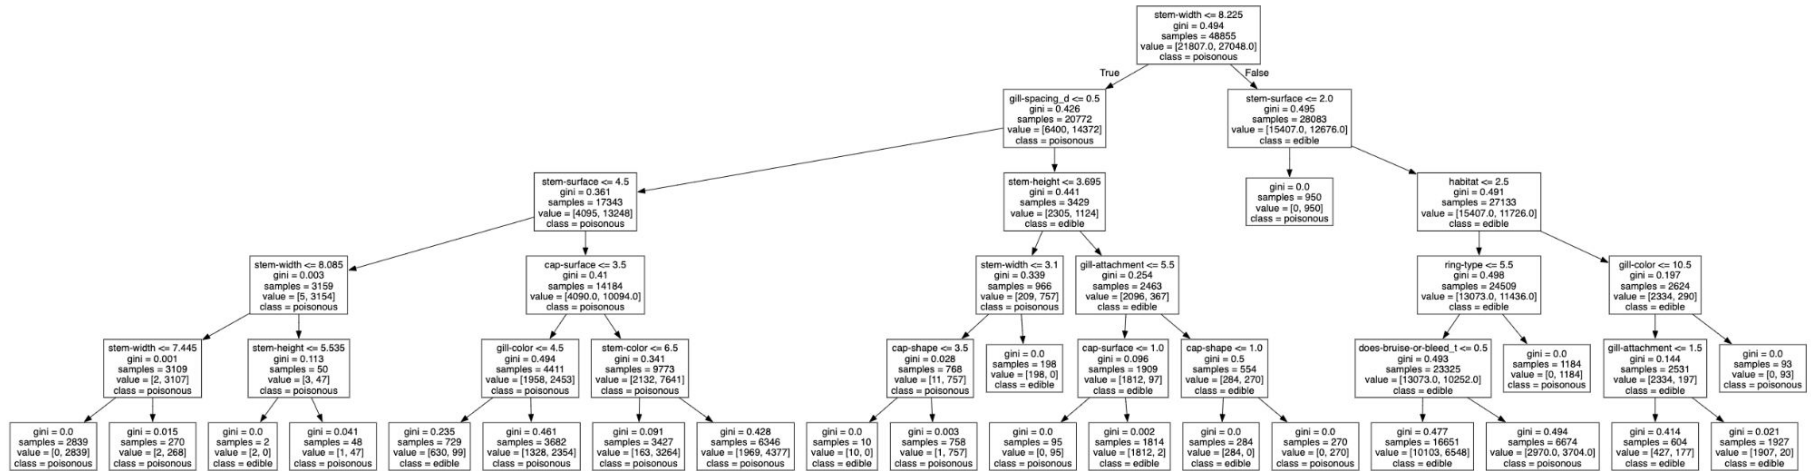 stem-width <= 8.225
gini = 0.494
samples = 48855
value = [21807.0, 27048.0]
class = poisonous
True
False
gill-spacing_d <= 0.5
gini = 0.426
samples = 20772
value = [6400, 14372]
class = poisonous
stem-surface <= 2.0
gini = 0.495
samples = 28083
value = [15407.0, 12676.0]
class = edible
stem-surface <= 4.5
gini = 0.361
samples = 17343
value = [4095, 13248]
class = poisonous
stem-height <= 3.695
gini = 0.441
samples = 3429
value = [2305, 1124]
class = edible
gini = 0.0
samples = 950
value = [0, 950]
class = poisonous
habitat <= 2.5
gini = 0.491
samples = 27133
value = [15407.0, 11726.0]
class = edible
stem-width <= 8.085
gini = 0.003
samples = 3159
value = [5, 3154]
class = poisonous
cap-surface <= 3.5
gini = 0.41
samples = 14184
value = [4090.0, 10094.0]
class = poisonous
stem-width <= 3.1
gini = 0.339
samples = 966
value = [209, 757]
class = poisonous
gill-attachment <= 5.5
gini = 0.254
samples = 2463
value = [2096, 367]
class = edible
ring-type <= 5.5
gini = 0.498
samples = 24509
value = [13073.0, 11436.0]
class = edible
gill-color <= 10.5
gini = 0.197
samples = 2624
value = [2334, 290]
class = edible
stem-width <= 7.445
gini = 0.001
samples = 3109
value = [2, 3107]
class = poisonous
stem-height <= 5.535
gini = 0.113
samples = 50
value = [3, 47]
class = poisonous
gill-color <= 4.5
gini = 0.494
samples = 4411
value = [1958, 2453]
class = poisonous
stem-color <= 6.5
gini = 0.341
samples = 9773
value = [2132, 7641]
class = poisonous
cap-shape <= 3.5
gini = 0.028
samples = 768
value = [11, 757]
class = poisonous
gini = 0.0
samples = 198
value = [198, 0]
class = edible
cap-surface <= 1.0
gini = 0.096
samples = 1909
value = [1812, 97]
class = edible
cap-shape <= 1.0
gini = 0.5
samples = 554
value = [284, 270]
class = edible
does-bruise-or-bleed_t <= 0.5
gini = 0.493
samples = 23325
value = [13073.0, 10252.0]
class = edible
gini = 0.0
samples = 1184
value = [0, 1184]
class = poisonous
gill-attachment <= 1.5
gini = 0.144
samples = 2531
value = [2334, 197]
class = edible
gini = 0.0
samples = 93
value = [0, 93]
class = poisonous
gini = 0.0
samples = 2839
value = [0, 2839]
class = poisonous
gini = 0.015
samples = 270
value = [2, 268]
class = poisonous
gini = 0.0
samples = 2
value = [2, 0]
class = edible
gini = 0.041
samples = 48
value = [1, 47]
class = poisonous
gini = 0.235
samples = 729
value = [630, 99]
class = edible
gini = 0.461
samples = 3682
value = [1328, 2354]
class = poisonous
gini = 0.091
samples = 3427
value = [163, 3264]
class = poisonous
gini = 0.428
samples = 6346
value = [1969, 4377]
class = poisonous
gini = 0.0
samples = 10
value = [10, 0]
class = edible
gini = 0.003
samples = 758
value = [1, 757]
class = poisonous
gini = 0.0
samples = 95
value = [0, 95]
class = poisonous
gini = 0.002
samples = 1814
value = [1812, 2]
class = edible
gini = 0.0
samples = 284
value = [284, 0]
class = edible
gini = 0.0
samples = 270
value = [0, 270]
class = poisonous
gini = 0.477
samples = 16651
value = [10103, 6548]
class = edible
gini = 0.494
samples = 6674
value = [2970.0, 3704.0]
class = poisonous
gini = 0.414
samples = 604
value = [427, 177]
class = edible
gini = 0.021
samples = 1927
value = [1907, 20]
class = edible